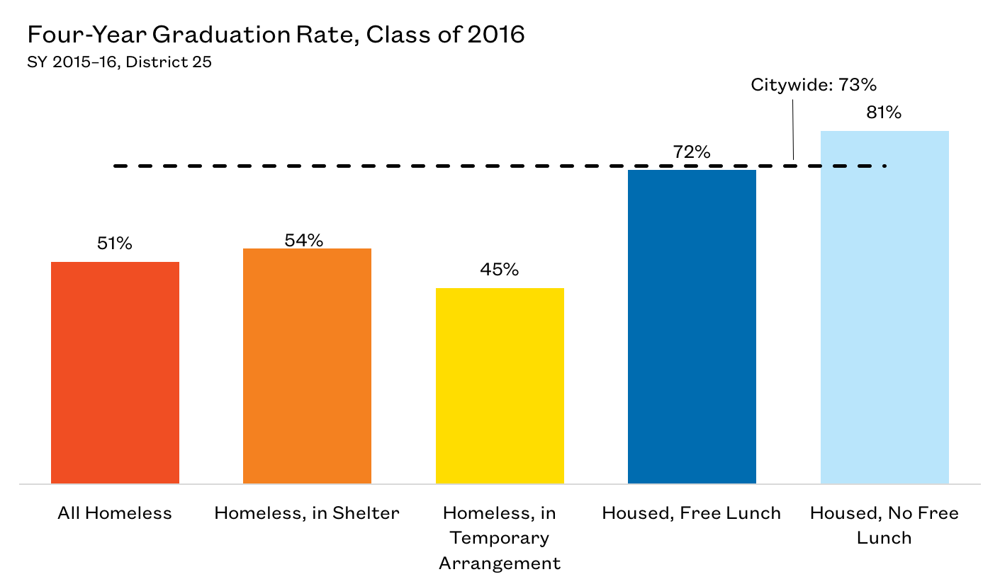 Four-Year Graduation Rate, Class of 2016
SY 2015–16, District 25
Citywide: 73%
81%
72%
51%
54%
45%
All Homeless
Homeless, in Shelter
Homeless, in
Temporary
Arrangement
Housed, Free Lunch
Housed, No Free
Lunch